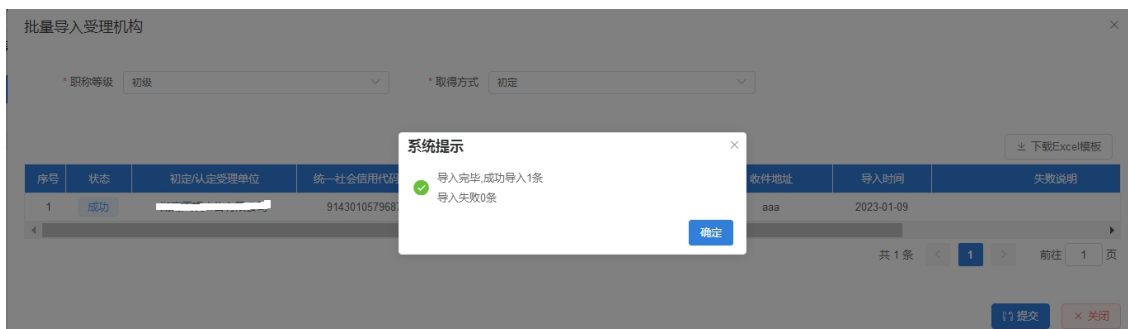 批量导入受理机构
* 职称等级 初级 * 取得方式 初定
下载Excel模板
系统提示
导入完毕,成功导入1条
导入失败0条
确定
序号 状态 初定/认定受理单位 统一社会信用代码 收件地址 导入时间 失败说明
1 成功 914301057968 aaa 2023-01-09
共 1 条 1 前往 1 页
提交 × 关闭